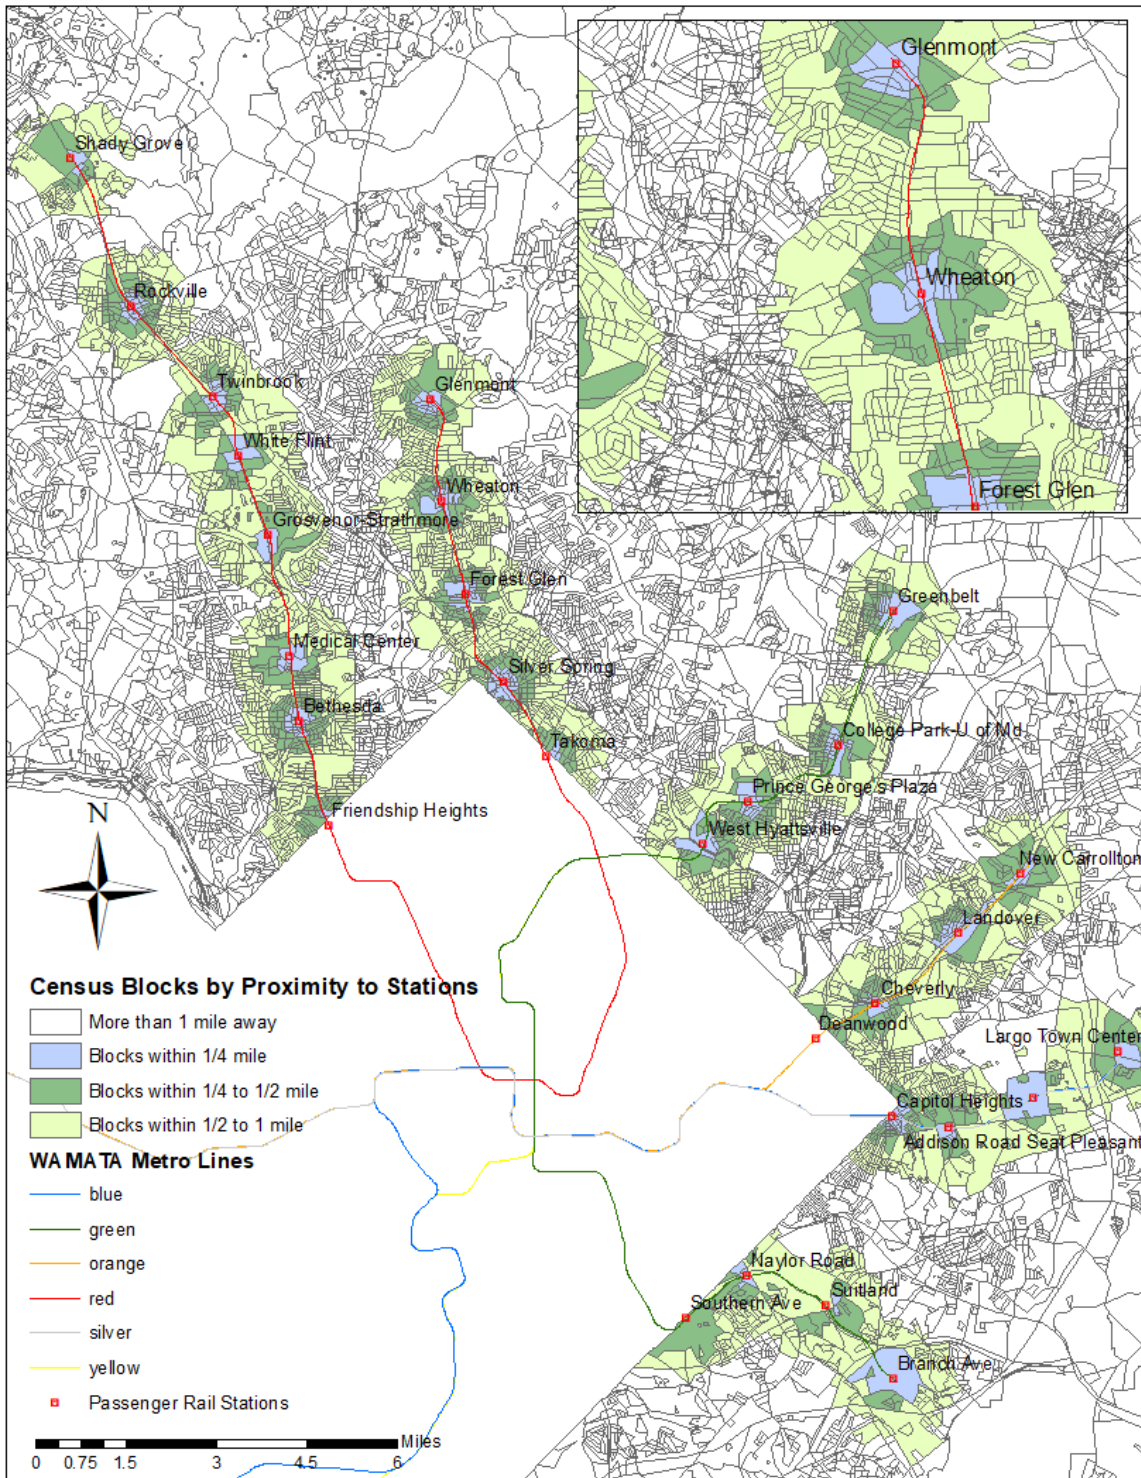 Glenmont
Wheaton
Forest Glen
Shady Grove
Rockville
Twinbrook
White Flint
Grosvenor-Strathmore
Medical Center
Bethesda
Friendship Heights
Glenmont
Wheaton
Forest Glen
Silver Spring
Takoma
Greenbelt
College Park-U of Md
Prince George's Plaza
West Hyattsville
New Carrollton
Landover
Cheverly
Deanwood
Largo Town Center
Capitol Heights
Addison Road Seat Pleasant
Naylor Road
Southern Ave
Suitland
Branch Ave
N
Census Blocks by Proximity to Stations
More than 1 mile away
Blocks within 1/4 mile
Blocks within 1/4 to 1/2 mile
Blocks within 1/2 to 1 mile
WAMATA Metro Lines
blue
green
orange
red
silver
yellow
Passenger Rail Stations
Miles
0 0.75 1.5 3 4.5 6